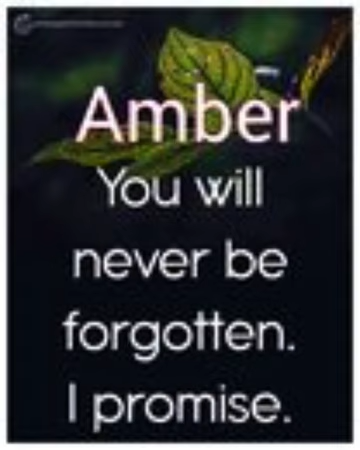 Amber
You will
never be
forgotten.
I promise.